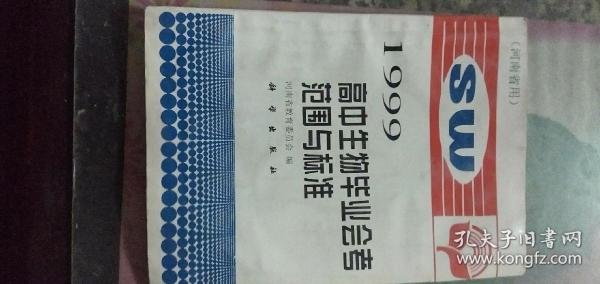 (河南省用)
SW
1999
高中生物毕业会考
范围与标准
河南省教育委员会 编
科学出版社
孔夫子旧书网
www.kongfz.com